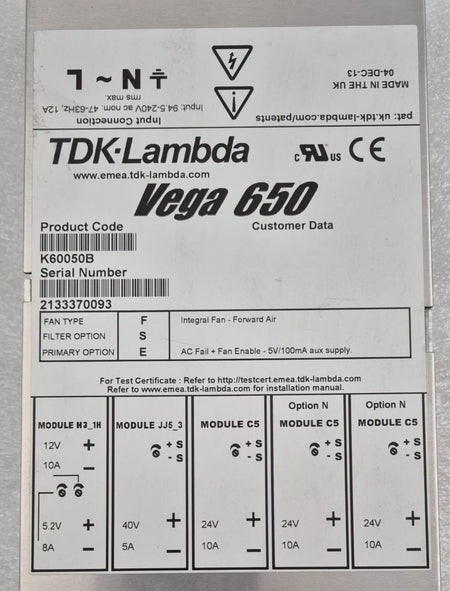 Input Connection
Input: 94.5-240V ac nom. 47-63Hz, 12A
rms max.
⏚ N ~ L
pat: uk.tdk-lambda.com/patents
MADE IN THE UK
04-DEC-13
TDK·Lambda
c RU US CE
www.emea.tdk-lambda.com
Vega 650
Product Code
Customer Data
K60050B
Serial Number
2133370093
FAN TYPE F Integral Fan - Forward Air
FILTER OPTION S
PRIMARY OPTION E AC Fail + Fan Enable - 5V/100mA aux supply.
For Test Certificate : Refer to http://testcert.emea.tdk-lambda.com
Refer to www.emea.tdk-lambda.com for installation manual.
MODULE H3_1H
12V +
10A -
5.2V +
8A -
MODULE JJ5_3
+ S
- S
40V +
5A -
MODULE C5
+ S
- S
24V +
10A -
Option N
MODULE C5
+ S
- S
24V +
10A -
Option N
MODULE C5
+ S
- S
24V +
10A -